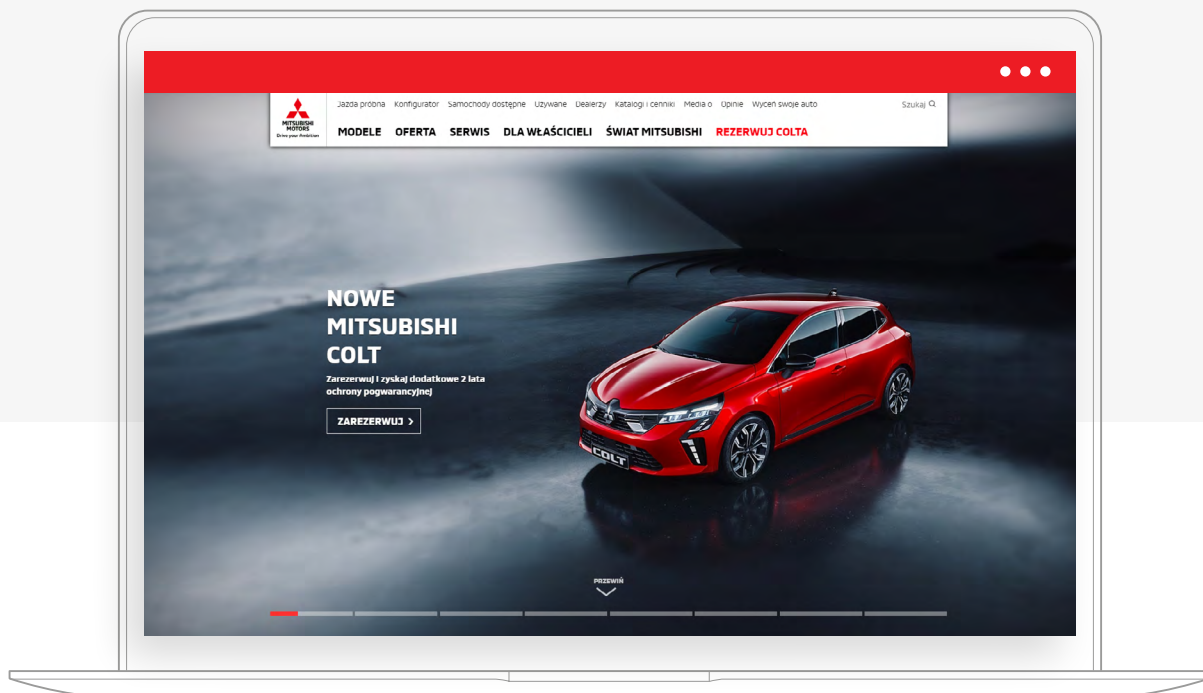 Jazda próbna Konfigurator Samochody dostępne Używane Dealerzy Katalogi i cenniki Media o Opinie Wyceń swoje auto Szukaj
MITSUBISHI
MOTORS
Drive your Ambition
MODELE OFERTA SERWIS DLA WŁAŚCICIELI ŚWIAT MITSUBISHI REZERWUJ COLTA
NOWE
MITSUBISHI
COLT
Zarezerwuj i zyskaj dodatkowe 2 lata
ochrony pogwarancyjnej
ZAREZERWUJ >
COLT
PRZEWIŃ